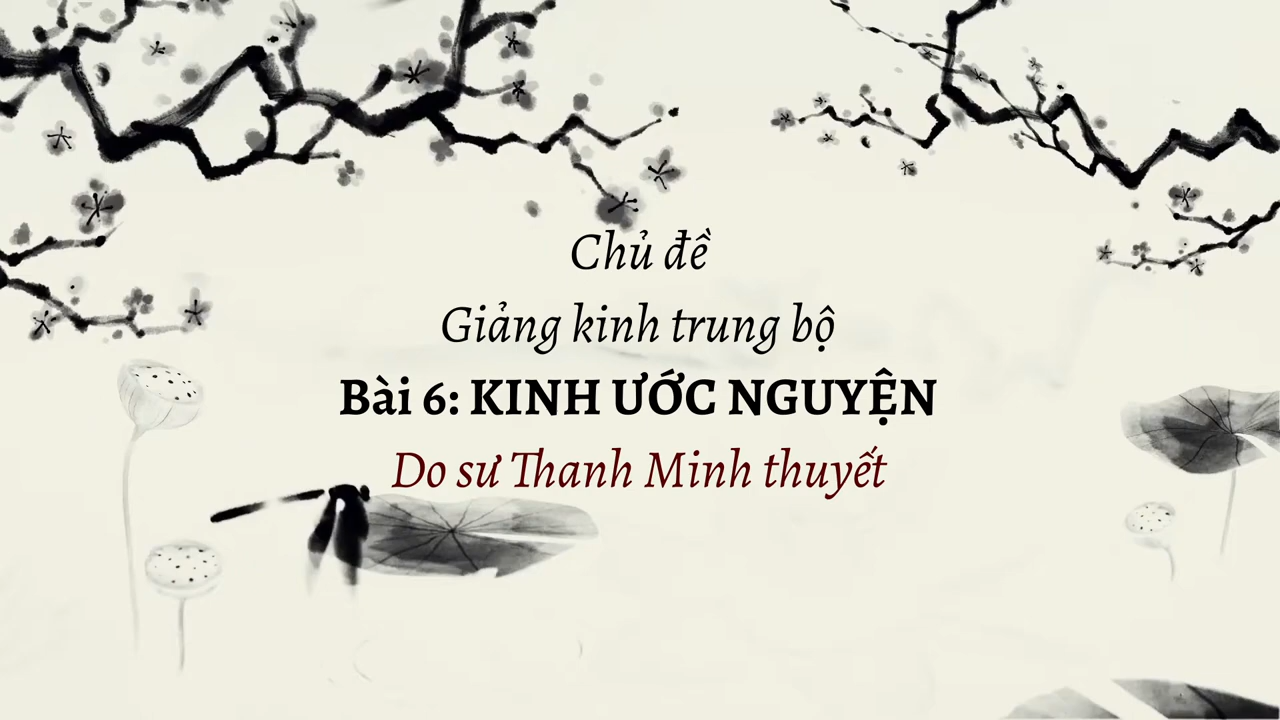 Chủ đề
Giảng kinh trung bộ
Bài 6: KINH ƯỚC NGUYỆN
Do sư Thanh Minh thuyết